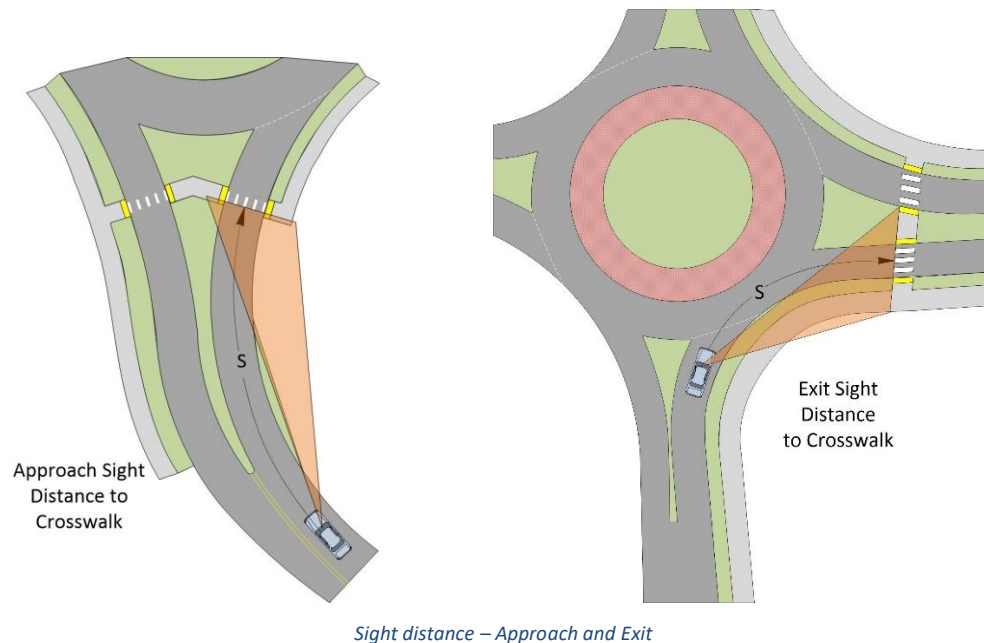 S
Approach Sight
Distance to
Crosswalk
S
Exit Sight
Distance
to Crosswalk
Sight distance – Approach and Exit